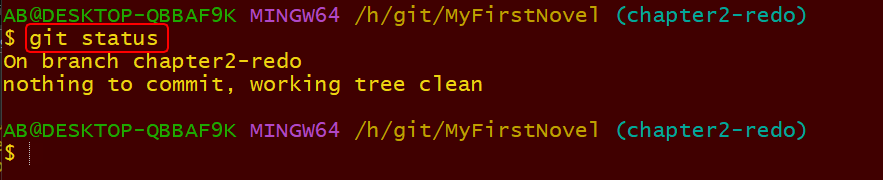 AB@DESKTOP-QBBAF9K MINGW64 /h/git/MyFirstNovel (chapter2-redo)
$ git status
On branch chapter2-redo
nothing to commit, working tree clean
AB@DESKTOP-QBBAF9K MINGW64 /h/git/MyFirstNovel (chapter2-redo)
$